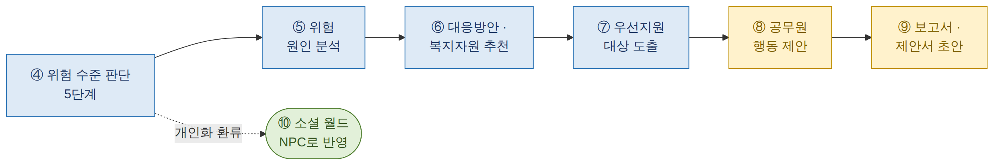 ④ 위험 수준 판단
5단계
⑤ 위험
원인 분석
⑥ 대응방안 ·
복지자원 추천
⑦ 우선지원
대상 도출
⑧ 공무원
행동 제안
⑨ 보고서 ·
제안서 초안
개인화 환류
⑩ 소셜 월드
NPC로 반영